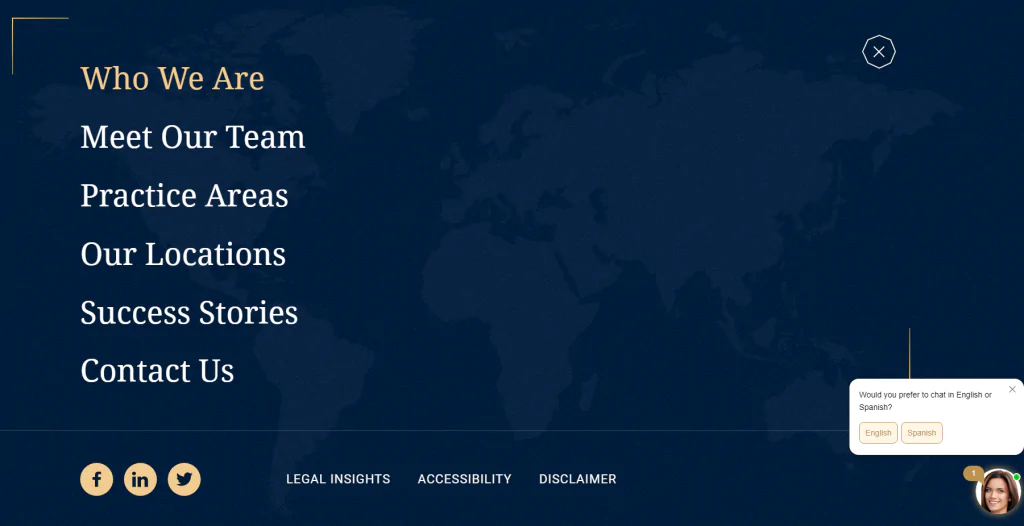 Who We Are
Meet Our Team
Practice Areas
Our Locations
Success Stories
Contact Us
Would you prefer to chat in English or
Spanish?
English Spanish
1
LEGAL INSIGHTS ACCESSIBILITY DISCLAIMER